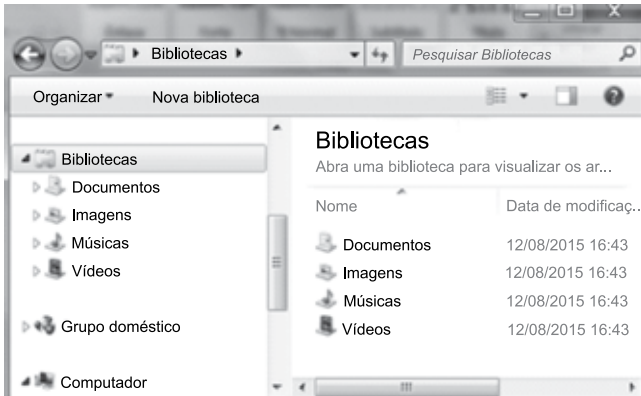 Bibliotecas
Pesquisar Bibliotecas
Organizar
Nova biblioteca
Bibliotecas
Documentos
Imagens
Músicas
Vídeos
Grupo doméstico
Computador
Bibliotecas
Abra uma biblioteca para visualizar os ar...
Nome
Data de modificaç..
Documentos
12/08/2015 16:43
Imagens
12/08/2015 16:43
Músicas
12/08/2015 16:43
Vídeos
12/08/2015 16:43